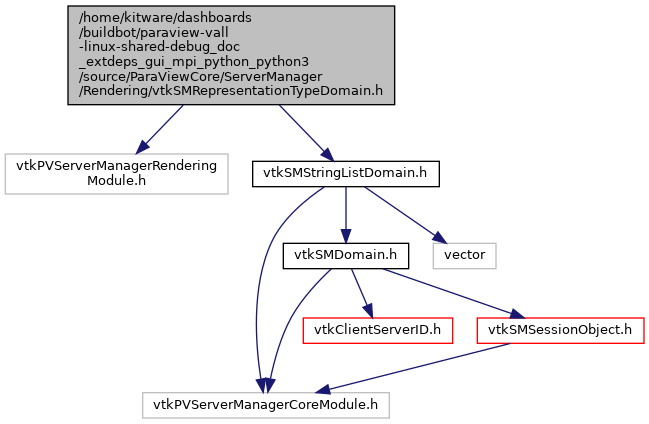 /home/kitware/dashboards
/buildbot/paraview-vall
-linux-shared-debug_doc
_extdeps_gui_mpi_python_python3
/source/ParaViewCore/ServerManager
/Rendering/vtkSMRepresentationTypeDomain.h
vtkPVServerManagerRendering
Module.h
vtkSMStringListDomain.h
vtkSMDomain.h
vector
vtkClientServerID.h
vtkSMSessionObject.h
vtkPVServerManagerCoreModule.h